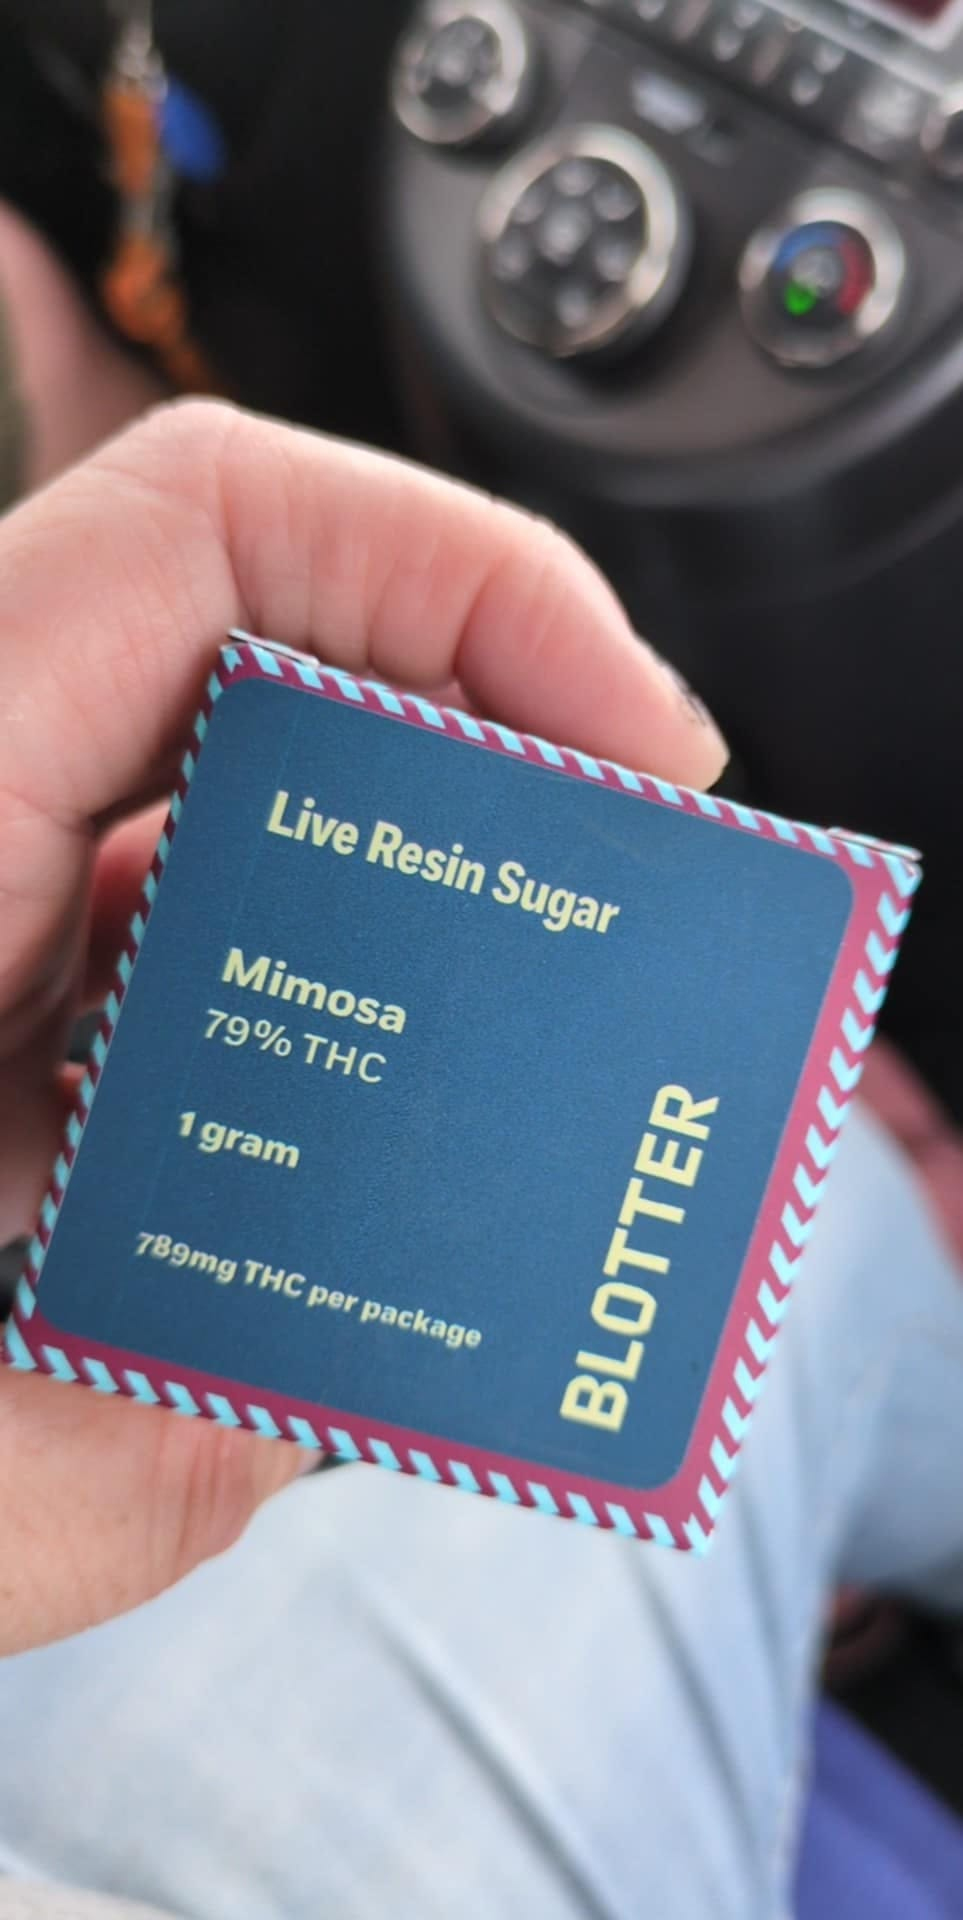 Live Resin Sugar
Mimosa
79% THC
1 gram
789mg THC per package
BLOTTER